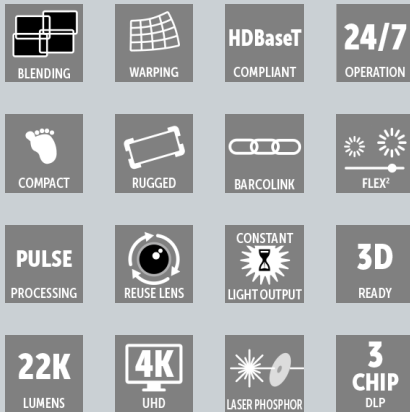 BLENDING
WARPING
HDBaseT
COMPLIANT
24/7
OPERATION
COMPACT
RUGGED
BARCOLINK
FLEX²
PULSE
PROCESSING
REUSE LENS
CONSTANT
LIGHT OUTPUT
3D
READY
22K
LUMENS
4K
UHD
LASER PHOSPHOR
3
CHIP
DLP